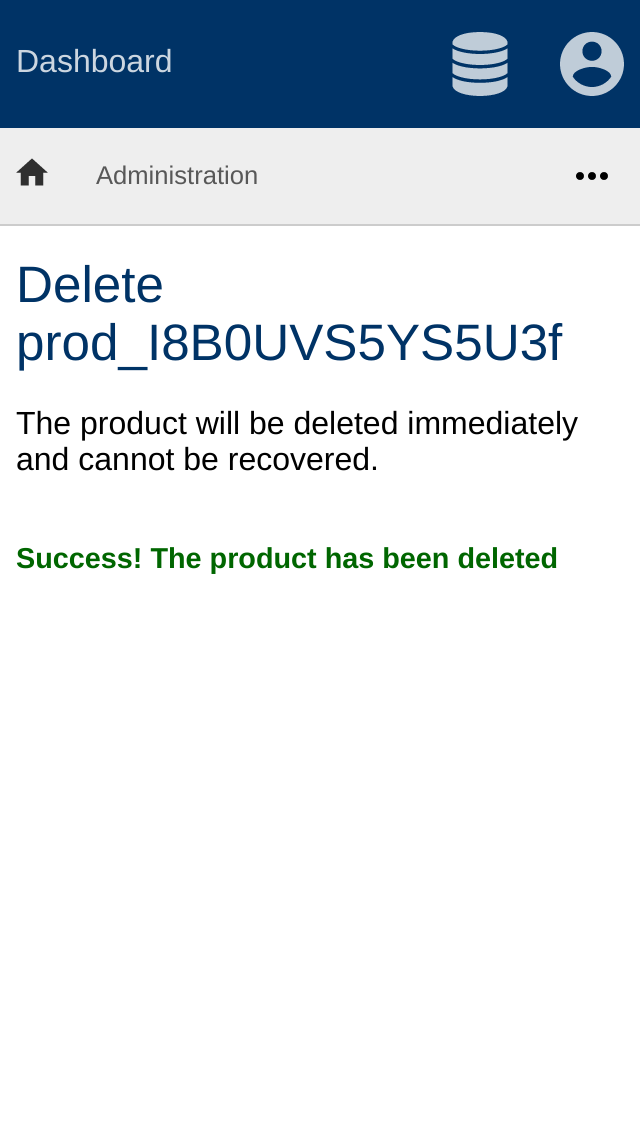 Dashboard
Administration
Delete
prod_I8B0UVS5YS5U3f
The product will be deleted immediately
and cannot be recovered.
Success! The product has been deleted